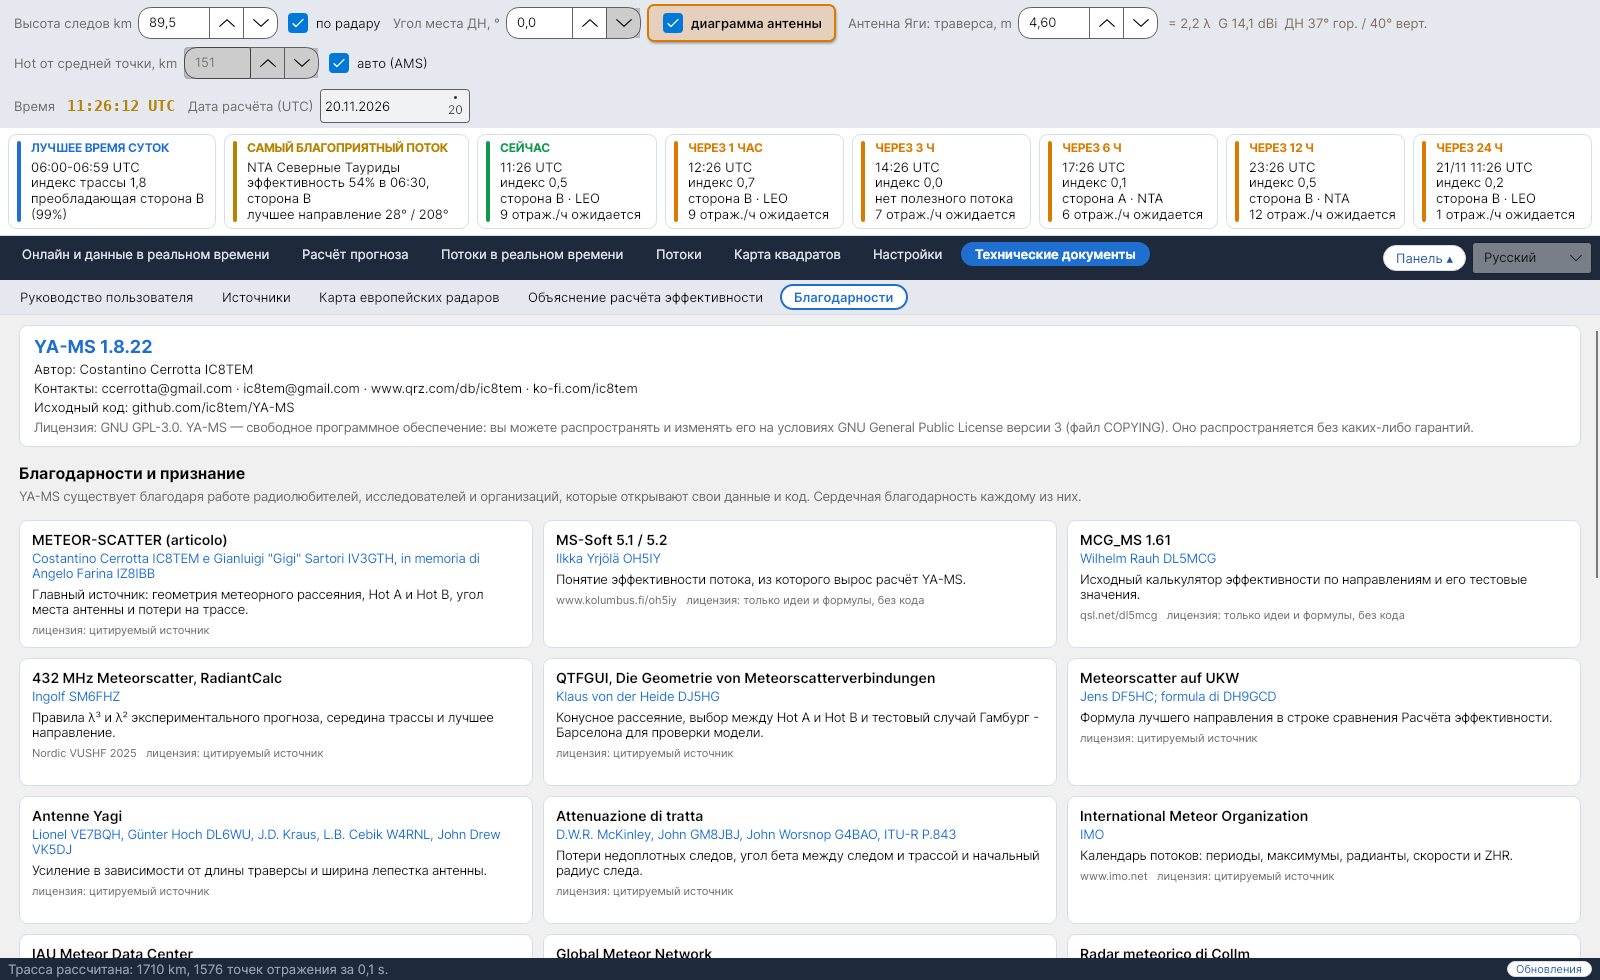 Высота следов km 89,5 по радару Угол места ДН, ° 0,0 диаграмма антенны Антенна Яги: траверса, m 4,60 = 2,2 λ G 14,1 dBi ДН 37° гор. / 40° верт.
Hot от средней точки, km 151 авто (AMS)
Время 11:26:12 UTC Дата расчёта (UTC) 20.11.2026 20
ЛУЧШЕЕ ВРЕМЯ СУТОК
06:00-06:59 UTC
индекс трассы 1,8
преобладающая сторона B
(99%)
САМЫЙ БЛАГОПРИЯТНЫЙ ПОТОК
NTA Северные Тауриды
эффективность 54% в 06:30,
сторона B
лучшее направление 28° / 208°
СЕЙЧАС
11:26 UTC
индекс 0,5
сторона B · LEO
9 отраж./ч ожидается
ЧЕРЕЗ 1 ЧАС
12:26 UTC
индекс 0,7
сторона B · LEO
9 отраж./ч ожидается
ЧЕРЕЗ 3 Ч
14:26 UTC
индекс 0,0
нет полезного потока
7 отраж./ч ожидается
ЧЕРЕЗ 6 Ч
17:26 UTC
индекс 0,1
сторона A · NTA
6 отраж./ч ожидается
ЧЕРЕЗ 12 Ч
23:26 UTC
индекс 0,5
сторона B · NTA
12 отраж./ч ожидается
ЧЕРЕЗ 24 Ч
21/11 11:26 UTC
индекс 0,2
сторона B · LEO
1 отраж./ч ожидается
Онлайн и данные в реальном времени Расчёт прогноза Потоки в реальном времени Потоки Карта квадратов Настройки Технические документы Панель ▴ Русский
Руководство пользователя Источники Карта европейских радаров Объяснение расчёта эффективности Благодарности
YA-MS 1.8.22
Автор: Costantino Cerrotta IC8TEM
Контакты: ccerrotta@gmail.com · ic8tem@gmail.com · www.qrz.com/db/ic8tem · ko-fi.com/ic8tem
Исходный код: github.com/ic8tem/YA-MS
Лицензия: GNU GPL-3.0. YA-MS — свободное программное обеспечение: вы можете распространять и изменять его на условиях GNU General Public License версии 3 (файл COPYING). Оно распространяется без каких-либо гарантий.
Благодарности и признание
YA-MS существует благодаря работе радиолюбителей, исследователей и организаций, которые открывают свои данные и код. Сердечная благодарность каждому из них.
METEOR-SCATTER (articolo)
Costantino Cerrotta IC8TEM e Gianluigi "Gigi" Sartori IV3GTH, in memoria di
Angelo Farina IZ8IBB
Главный источник: геометрия метеорного рассеяния, Hot A и Hot B, угол
места антенны и потери на трассе.
лицензия: цитируемый источник
MS-Soft 5.1 / 5.2
Ilkka Yrjölä OH5IY
Понятие эффективности потока, из которого вырос расчёт YA-MS.
www.kolumbus.fi/oh5iy лицензия: только идеи и формулы, без кода
MCG_MS 1.61
Wilhelm Rauh DL5MCG
Исходный калькулятор эффективности по направлениям и его тестовые
значения.
qsl.net/dl5mcg лицензия: только идеи и формулы, без кода
432 MHz Meteorscatter, RadiantCalc
Ingolf SM6FHZ
Правила λ³ и λ² экспериментального прогноза, середина трассы и лучшее
направление.
Nordic VUSHF 2025 лицензия: цитируемый источник
QTFGUI, Die Geometrie von Meteorscatterverbindungen
Klaus von der Heide DJ5HG
Конусное рассеяние, выбор между Hot A и Hot B и тестовый случай Гамбург -
Барселона для проверки модели.
лицензия: цитируемый источник
Meteorscatter auf UKW
Jens DF5HC; formula di DH9GCD
Формула лучшего направления в строке сравнения Расчёта эффективности.
лицензия: цитируемый источник
Antenne Yagi
Lionel VE7BQH, Günter Hoch DL6WU, J.D. Kraus, L.B. Cebik W4RNL, John Drew
VK5DJ
Усиление в зависимости от длины траверсы и ширина лепестка антенны.
лицензия: цитируемый источник
Attenuazione di tratta
D.W.R. McKinley, John GM8JBJ, John Worsnop G4BAO, ITU-R P.843
Потери недоплотных следов, угол бета между следом и трассой и начальный
радиус следа.
лицензия: цитируемый источник
International Meteor Organization
IMO
Календарь потоков: периоды, максимумы, радианты, скорости и ZHR.
www.imo.net лицензия: цитируемый источник
IAU Meteor Data Center
Global Meteor Network
Radar meteorico di Collm
Трасса рассчитана: 1710 km, 1576 точек отражения за 0,1 s.
Обновления